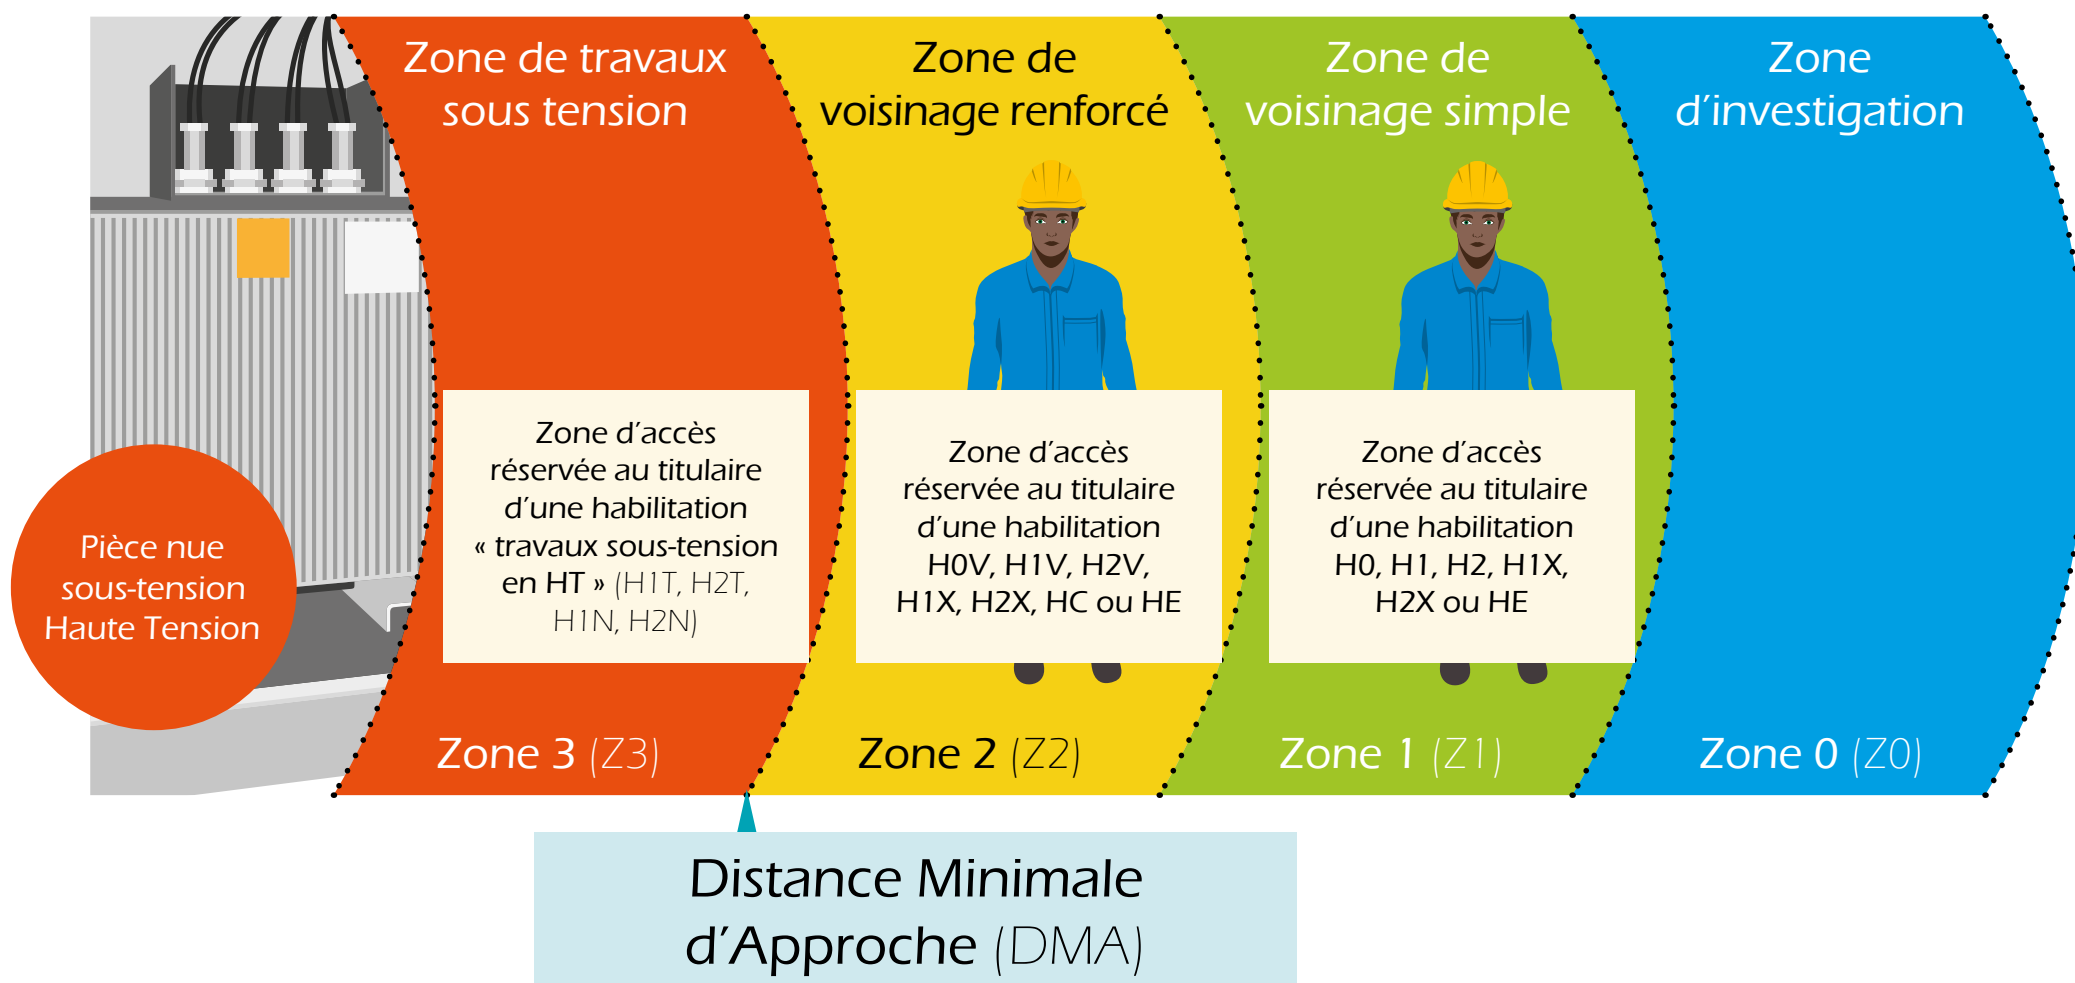 Zone de travaux
sous tension
Zone de
voisinage renforcé
Zone de
voisinage simple
Zone
d'investigation
Pièce nue
sous-tension
Haute Tension
Zone d'accès
réservée au titulaire
d'une habilitation
« travaux sous-tension
en HT » (H1T, H2T,
H1N, H2N)
Zone d'accès
réservée au titulaire
d'une habilitation
H0V, H1V, H2V,
H1X, H2X, HC ou HE
Zone d'accès
réservée au titulaire
d'une habilitation
H0, H1, H2, H1X,
H2X ou HE
Zone 3 (Z3)
Zone 2 (Z2)
Zone 1 (Z1)
Zone 0 (Z0)
Distance Minimale
d'Approche (DMA)